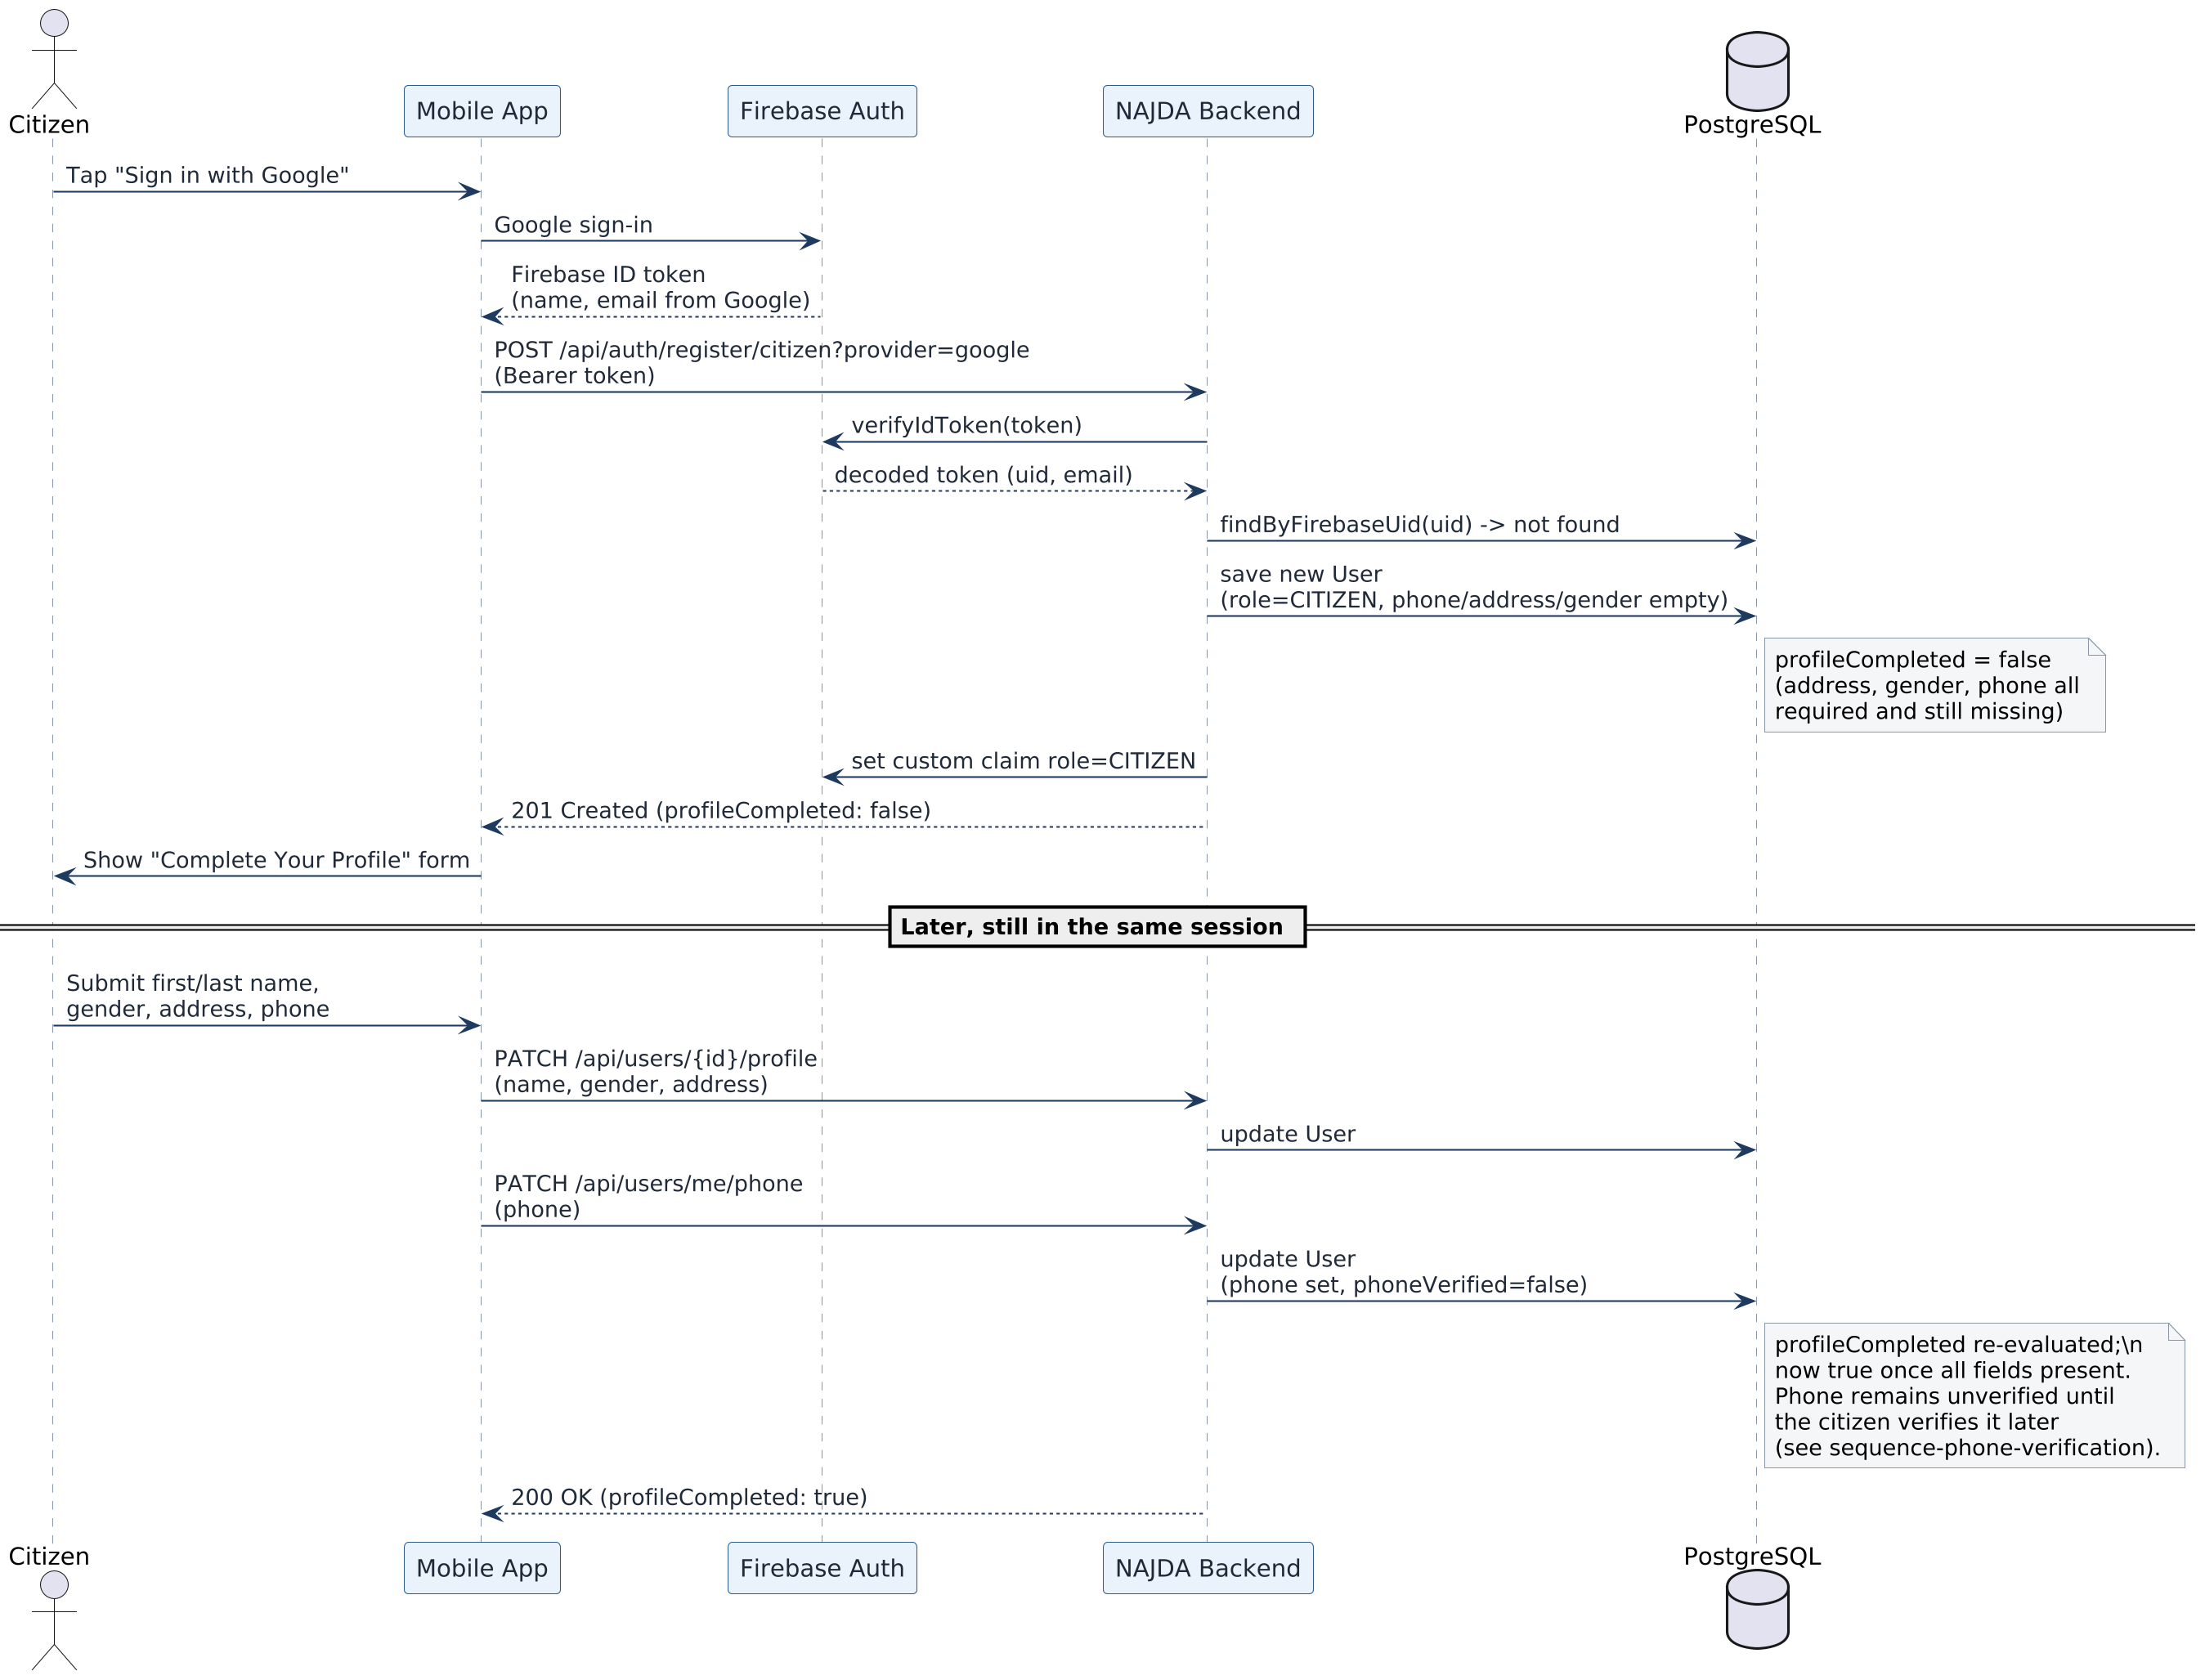 Citizen
Mobile App
Firebase Auth
NAJDA Backend
PostgreSQL
Tap "Sign in with Google"
Google sign-in
Firebase ID token
(name, email from Google)
POST /api/auth/register/citizen?provider=google
(Bearer token)
verifyIdToken(token)
decoded token (uid, email)
findByFirebaseUid(uid) -> not found
save new User
(role=CITIZEN, phone/address/gender empty)
profileCompleted = false
(address, gender, phone all
required and still missing)
set custom claim role=CITIZEN
201 Created (profileCompleted: false)
Show "Complete Your Profile" form
Later, still in the same session
Submit first/last name,
gender, address, phone
PATCH /api/users/{id}/profile
(name, gender, address)
update User
PATCH /api/users/me/phone
(phone)
update User
(phone set, phoneVerified=false)
profileCompleted re-evaluated;\n
now true once all fields present.
Phone remains unverified until
the citizen verifies it later
(see sequence-phone-verification).
200 OK (profileCompleted: true)
Citizen
Mobile App
Firebase Auth
NAJDA Backend
PostgreSQL